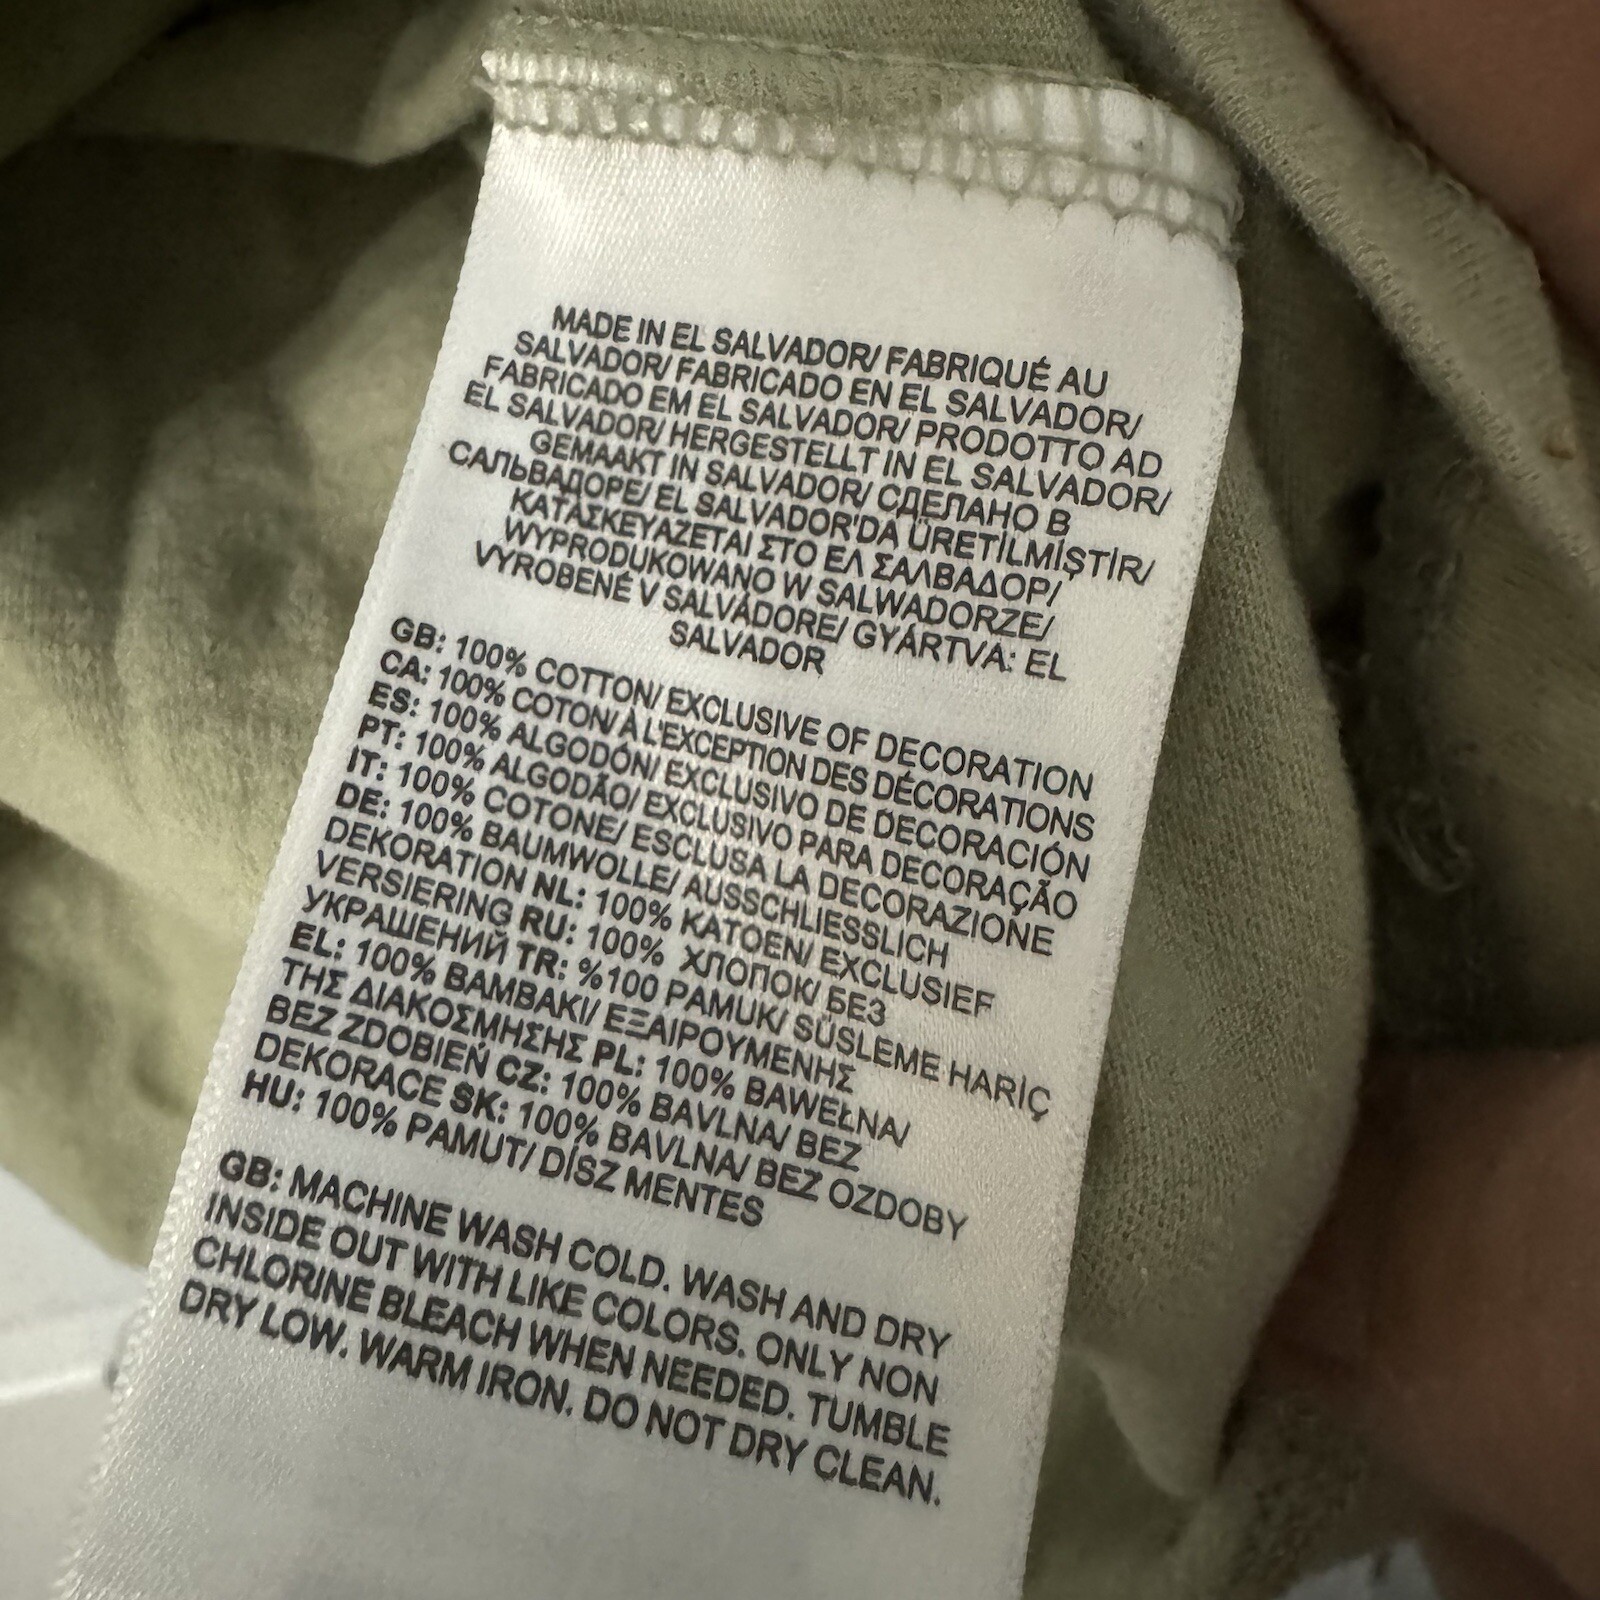 MADE IN EL SALVADOR/ FABRIQUÉ AU
SALVADOR/ FABRICADO EN EL SALVADOR/
FABRICADO EM EL SALVADOR/ PRODOTTO AD
EL SALVADOR/ HERGESTELLT IN EL SALVADOR/
GEMAAKT IN SALVADOR/ СДЕЛАНО В
САЛЬВАДОРЕ/ EL SALVADOR'DA ÜRETİLMİŞTİR/
ΚΑΤΑΣΚΕΥΑΖΕΤΑΙ ΣΤΟ ΕΛ ΣΑΛΒΑΔΟΡ/
WYPRODUKOWANO W SALWADORZE/
VYROBENÉ V SALVÁDORE/ GYÁRTVA: EL
SALVADOR
GB: 100% COTTON/ EXCLUSIVE OF DECORATION
CA: 100% COTON/ À L'EXCEPTION DES DÉCORATIONS
ES: 100% ALGODÓN/ EXCLUSIVO DE DECORACIÓN
PT: 100% ALGODÃO/ EXCLUSIVO PARA DECORAÇÃO
IT: 100% COTONE/ ESCLUSA LA DECORAZIONE
DE: 100% BAUMWOLLE/ AUSSCHLIESSLICH
DEKORATION NL: 100% KATOEN/ EXCLUSIEF
VERSIERING RU: 100% ХЛОПОК/ БЕЗ
УКРАШЕНИЙ TR: %100 PAMUK/ SÜSLEME HARİÇ
EL: 100% ΒΑΜΒΑΚΙ/ ΕΞΑΙΡΟΥΜΕΝΗΣ
ΤΗΣ ΔΙΑΚΟΣΜΗΣΗΣ PL: 100% BAWEŁNA/
BEZ ZDOBIEŃ CZ: 100% BAVLNA/ BEZ
DEKORACE SK: 100% BAVLNA/ BEZ OZDOBY
HU: 100% PAMUT/ DÍSZ MENTES
GB: MACHINE WASH COLD. WASH AND DRY
INSIDE OUT WITH LIKE COLORS. ONLY NON
CHLORINE BLEACH WHEN NEEDED. TUMBLE
DRY LOW. WARM IRON. DO NOT DRY CLEAN.